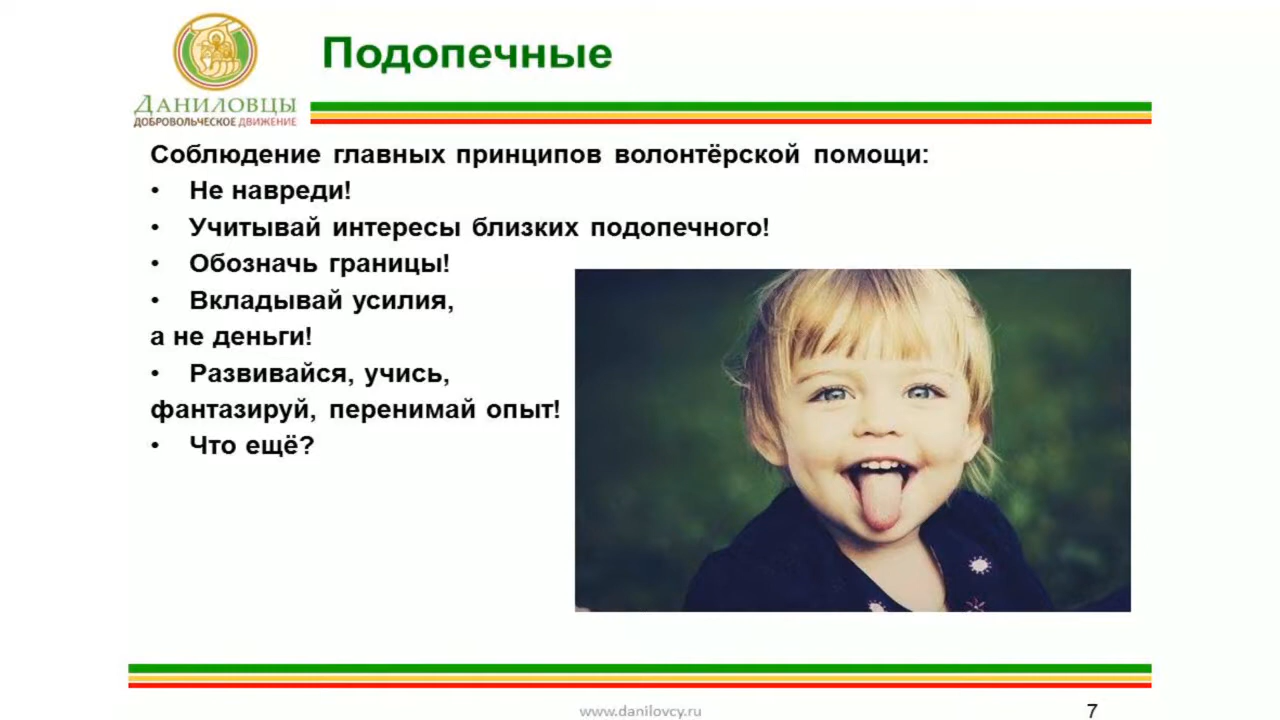 Подопечные
ДАНИЛОВЦЫ
ДОБРОВОЛЬЧЕСКОЕ ДВИЖЕНИЕ
Соблюдение главных принципов волонтёрской помощи:
• Не навреди!
• Учитывай интересы близких подопечного!
• Обозначь границы!
• Вкладывай усилия,
а не деньги!
• Развивайся, учись,
фантазируй, перенимай опыт!
• Что ещё?
www.danilovcy.ru
7